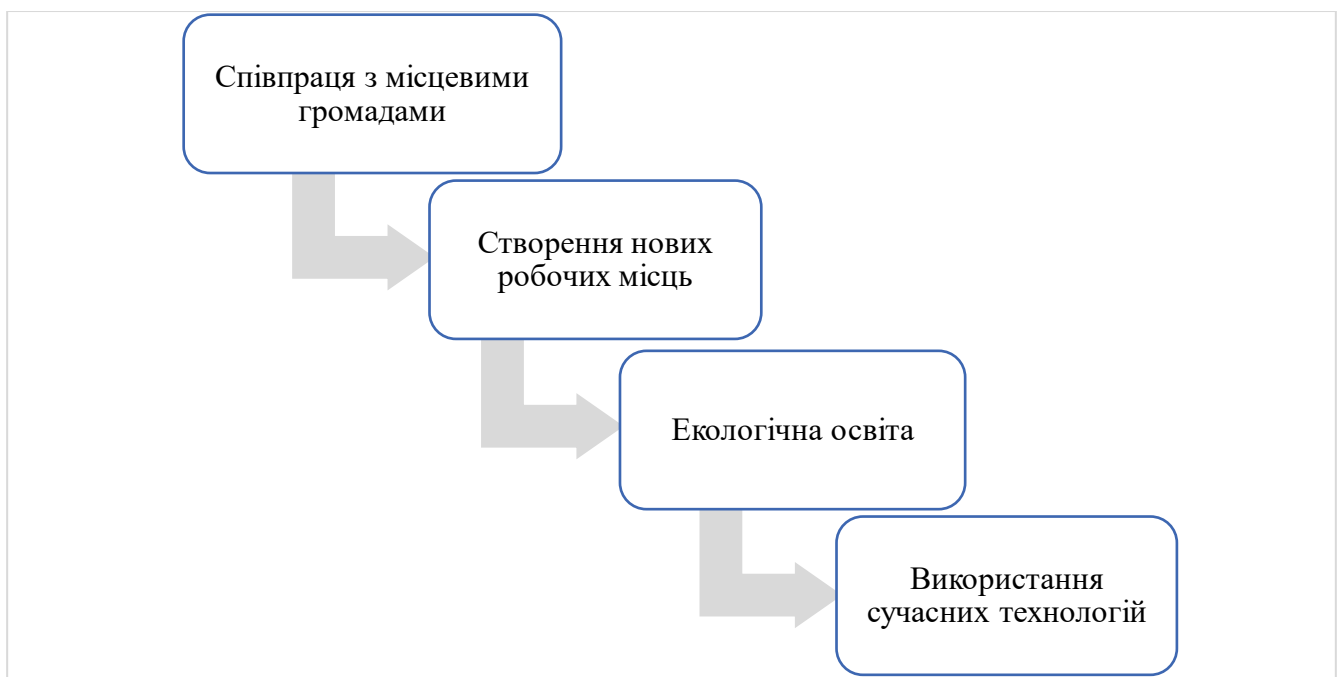 Співпраця з місцевими
громадами
Створення нових
робочих місць
Екологічна освіта
Використання
сучасних технологій